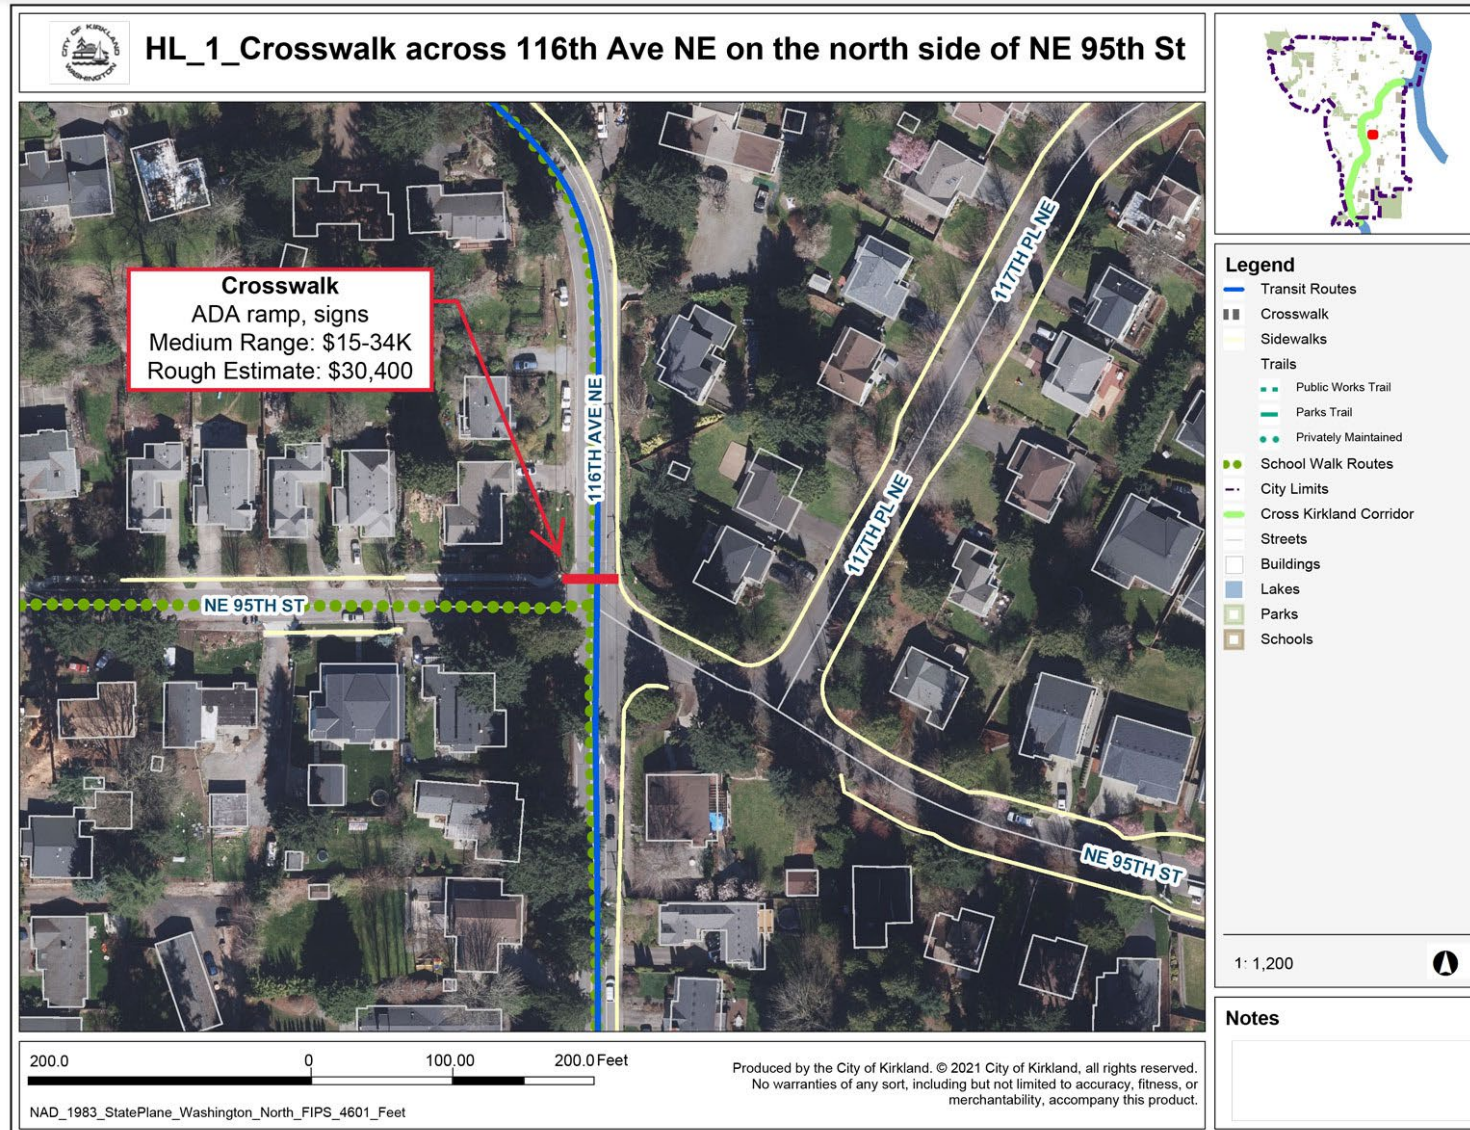 CITY OF KIRKLAND
WASHINGTON
HL_1_Crosswalk across 116th Ave NE on the north side of NE 95th St
Crosswalk
ADA ramp, signs
Medium Range: $15-34K
Rough Estimate: $30,400
116TH AVE NE
117TH PL NE
117TH PL NE
NE 95TH ST
NE 95TH ST
Legend
Transit Routes
Crosswalk
Sidewalks
Trails
Public Works Trail
Parks Trail
Privately Maintained
School Walk Routes
City Limits
Cross Kirkland Corridor
Streets
Buildings
Lakes
Parks
Schools
1: 1,200
Notes
200.0 0 100.00 200.0 Feet
NAD_1983_StatePlane_Washington_North_FIPS_4601_Feet
Produced by the City of Kirkland. © 2021 City of Kirkland, all rights reserved.
No warranties of any sort, including but not limited to accuracy, fitness, or
merchantability, accompany this product.